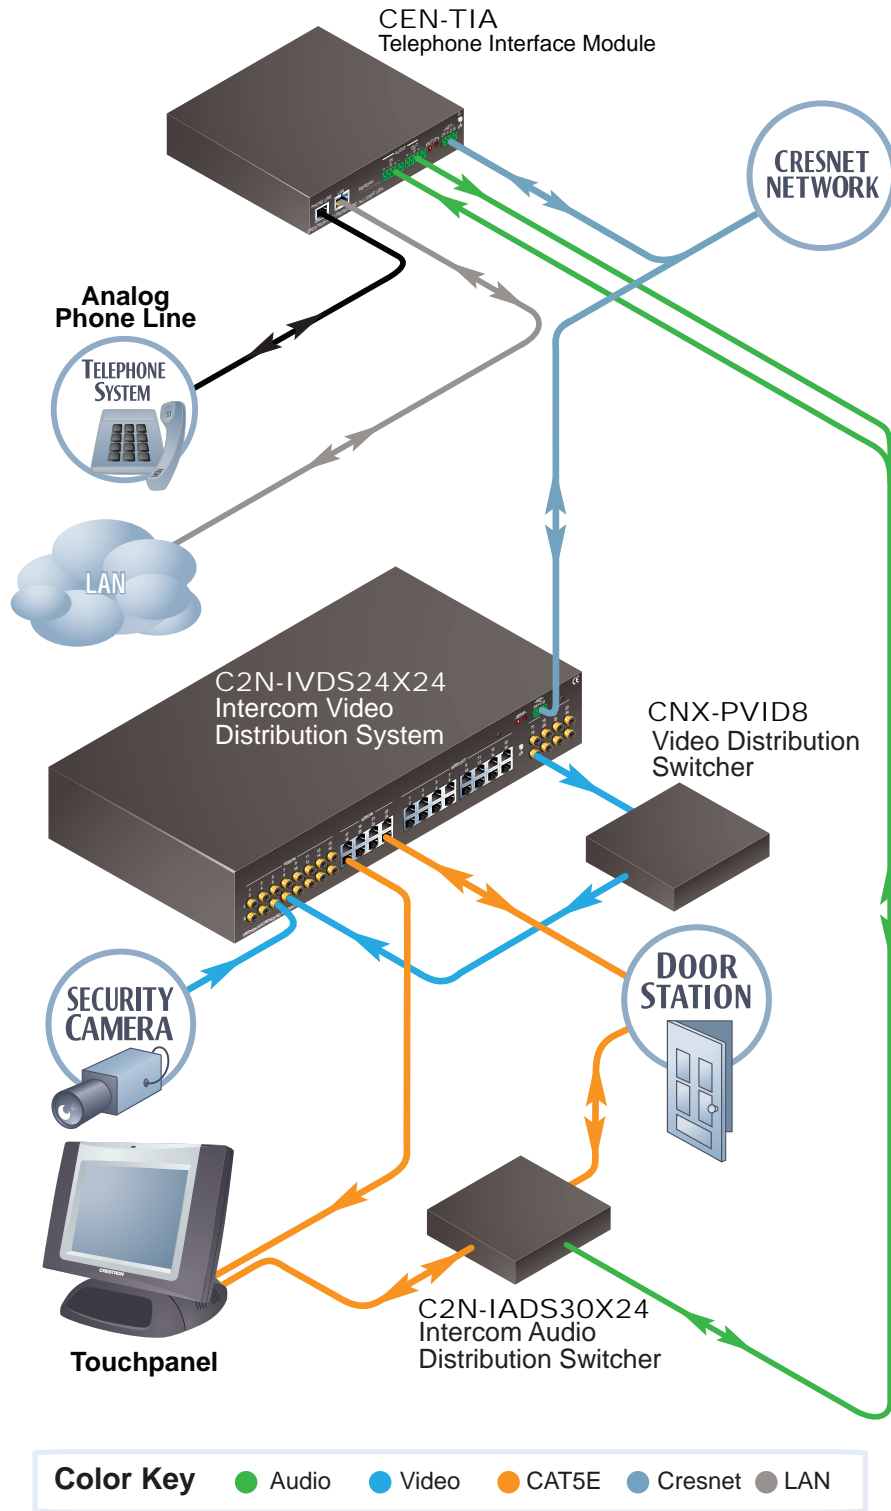 CEN-TIA
Telephone Interface Module
CRESNET
NETWORK
Analog
Phone Line
TELEPHONE
SYSTEM
LAN
C2N-IVDS24X24
Intercom Video
Distribution System
CNX-PVID8
Video Distribution
Switcher
SECURITY
CAMERA
DOOR
STATION
CRESTRON
Touchpanel
C2N-IADS30X24
Intercom Audio
Distribution Switcher
Color Key
Audio
Video
CAT5E
Cresnet
LAN